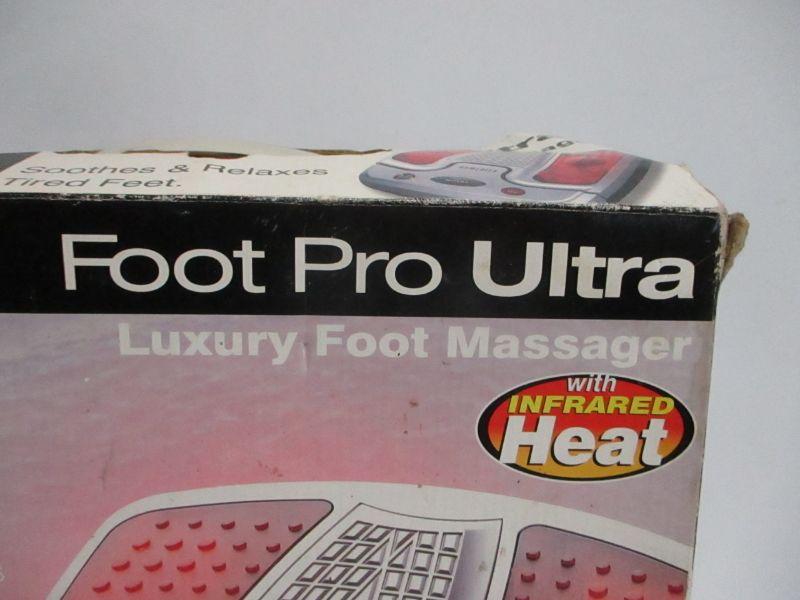 Soothes & Relaxes
Tired Feet.
Foot Pro Ultra
Luxury Foot Massager
with
INFRARED
Heat